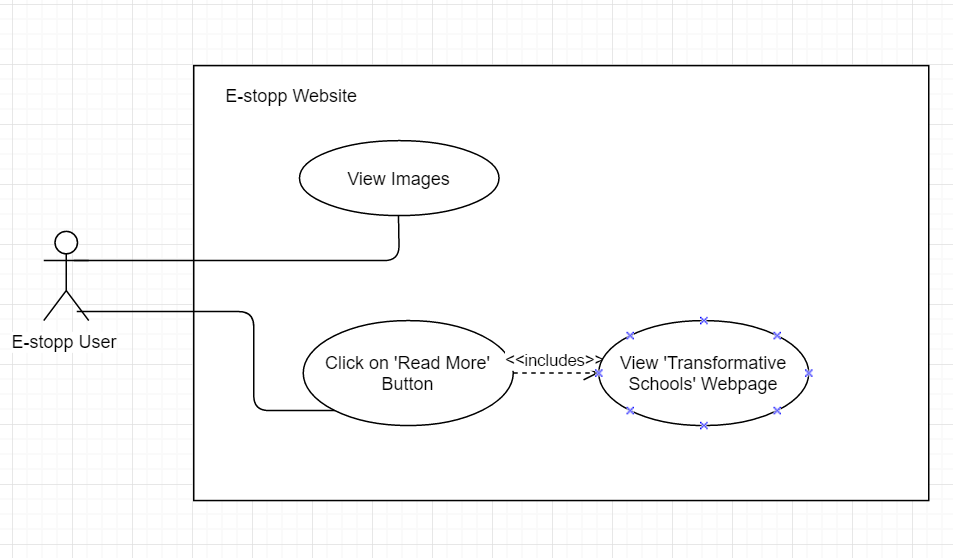 E-stopp Website
View Images
E-stopp User
Click on 'Read More'
Button
<<includes>>
View 'Transformative
Schools' Webpage